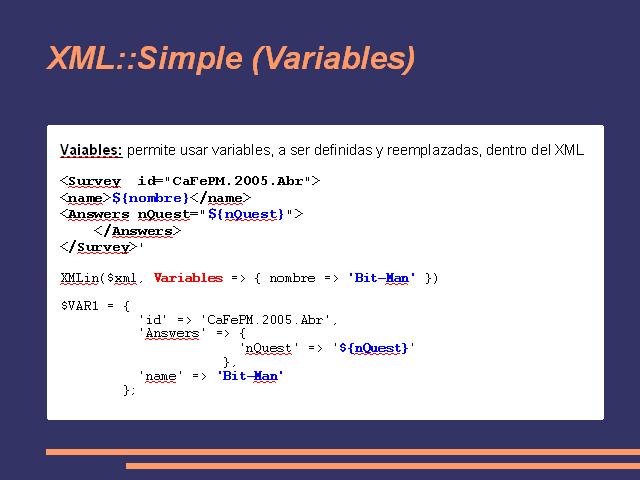 XML::Simple (Variables)
Vaiables: permite usar variables, a ser definidas y reemplazadas, dentro del XML
<Survey  id="CaFePM.2005.Abr">
<name>${nombre}</name>
<Answers nQuest="${nQuest}">
    </Answers>
</Survey>'
XMLin($xml, Variables => { nombre => 'Bit-Man' })
$VAR1 = {
          'id' => 'CaFePM.2005.Abr',
          'Answers' => {
                       'nQuest' => '${nQuest}'
                     },
          'name' => 'Bit-Man'
        };